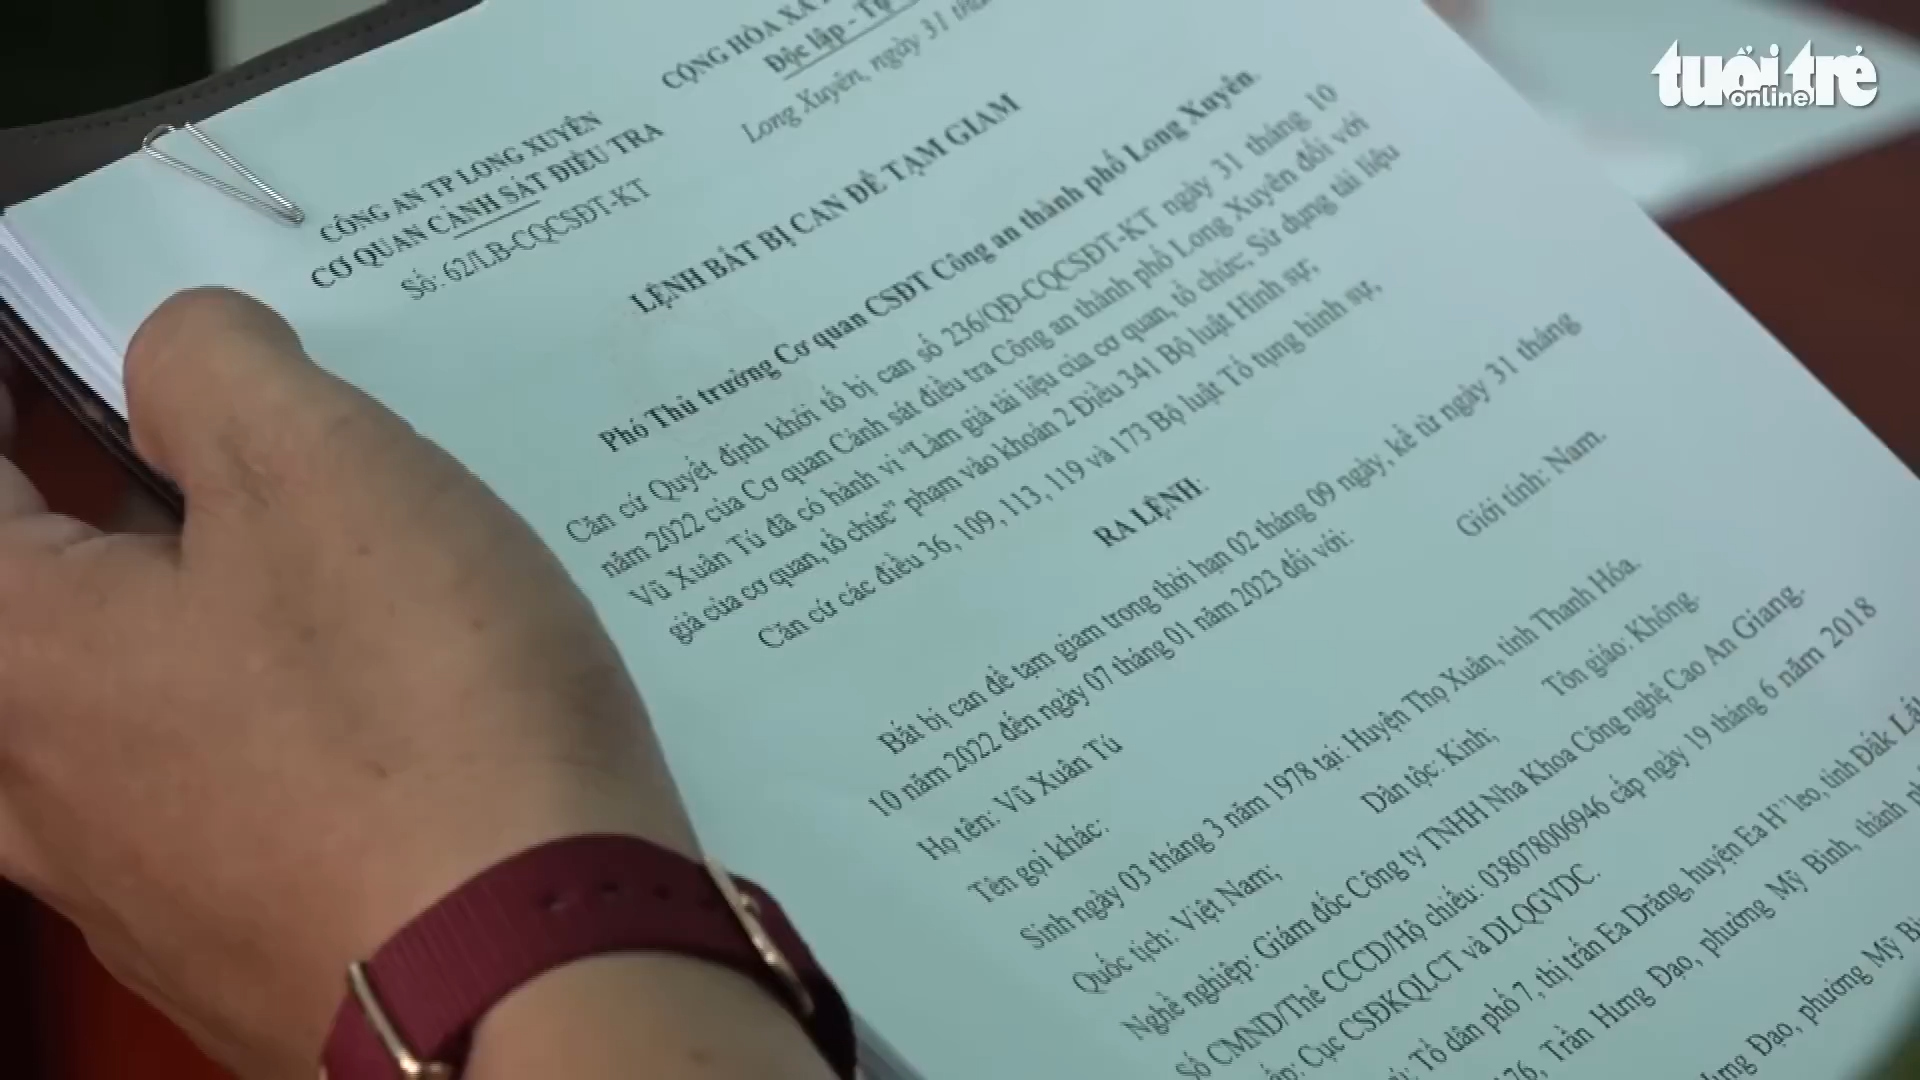 tuổi trẻ
online
CỘNG HÒA XÃ
Độc lập - Tự
Long Xuyên, ngày 31
CÔNG AN TP LONG XUYÊN
CƠ QUAN CẢNH SÁT ĐIỀU TRA
Số: 62/LB-CQCSĐT-KT
LỆNH BẮT BỊ CAN ĐỂ TẠM GIAM
Phó Thủ trưởng Cơ quan CSĐT Công an thành phố Long Xuyên.
Căn cứ Quyết định khởi tố bị can số 236/QĐ-CQCSĐT-KT ngày 31 tháng 10
năm 2022 của Cơ quan Cảnh sát điều tra Công an thành phố Long Xuyên đối với
Vũ Xuân Tú đã có hành vi “Làm giả tài liệu của cơ quan, tổ chức; Sử dụng tài liệu
giả của cơ quan, tổ chức” phạm vào khoản 2 Điều 341 Bộ luật Hình sự;
Căn cứ các điều 36, 109, 113, 119 và 173 Bộ luật Tố tụng hình sự,
RA LỆNH:
Bắt bị can để tạm giam trong thời hạn 02 tháng 09 ngày, kể từ ngày 31 tháng
10 năm 2022 đến ngày 07 tháng 01 năm 2023 đối với:
Họ tên: Vũ Xuân Tú Giới tính: Nam.
Tên gọi khác:
Sinh ngày 03 tháng 3 năm 1978 tại: Huyện Thọ Xuân, tỉnh Thanh Hóa.
Quốc tịch: Việt Nam; Dân tộc: Kinh; Tôn giáo: Không.
Nghề nghiệp: Giám đốc Công ty TNHH Nha Khoa Công nghệ Cao An Giang.
Số CMND/Thẻ CCCD/Hộ chiếu: 038078006946 cấp ngày 19 tháng 6 năm 2018
Cục CSĐKQLCT và DLQGVDC.
Tổ dân phố 7, thị trấn Ea Drăng, huyện Ea H'leo, tỉnh Đắk Lắk
Trần Hưng Đạo, phường Mỹ Bình, thành
Đạo, phường Mỹ